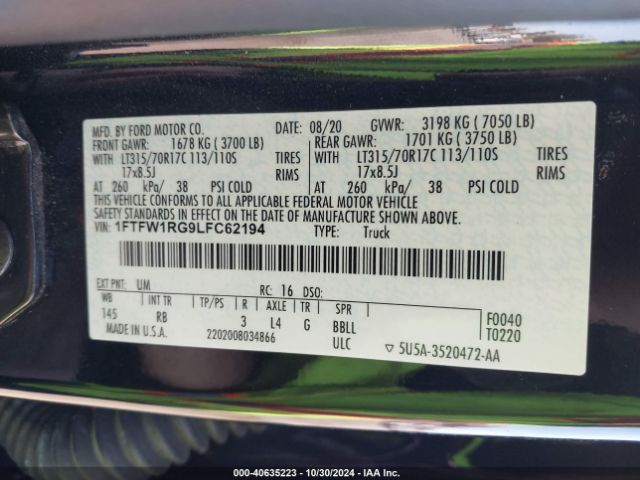 MFD. BY FORD MOTOR CO. DATE: 08/20 GVWR: 3198 KG ( 7050 LB)
FRONT GAWR: 1678 KG ( 3700 LB) REAR GAWR: 1701 KG ( 3750 LB)
WITH LT315/70R17C 113/110S TIRES WITH LT315/70R17C 113/110S TIRES
17x8.5J RIMS 17x8.5J RIMS
AT 260 kPa/ 38 PSI COLD AT 260 kPa/ 38 PSI COLD
THIS VEHICLE CONFORMS TO ALL APPLICABLE FEDERAL MOTOR VEHICLE
SAFETY STANDARDS IN EFFECT ON THE DATE OF MANUFACTURE SHOWN ABOVE.
VIN: 1FTFW1RG9LFC62194 TYPE: Truck
EXT PNT: UM RC: 16 DSO:
WB INT TR TP/PS R AXLE TR SPR F0040
145 RB 3 L4 G BBLL T0220
MADE IN U.S.A. 2202008034866 ULC ▽ 5U5A-3520472-AA
000-40635223 - 10/30/2024 - IAA Inc.